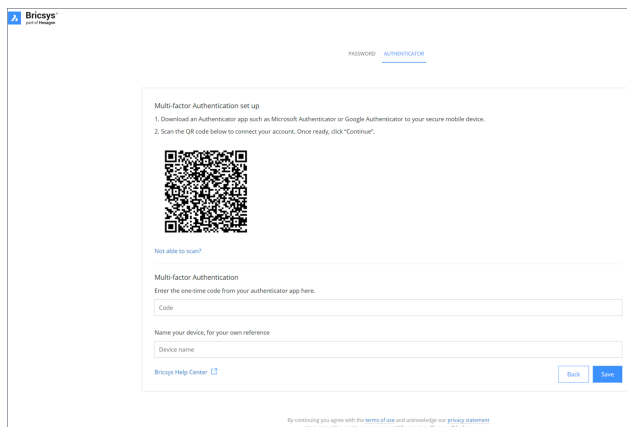 Bricsys®
part of Hexagon
PASSWORD AUTHENTICATOR
Multi-factor Authentication set up
1. Download an Authenticator app such as Microsoft Authenticator or Google Authenticator to your secure mobile device.
2. Scan the QR code below to connect your account. Once ready, click “Continue”.
Not able to scan?
Multi-factor Authentication
Enter the one-time code from your authenticator app here.
Code
Name your device, for your own reference
Device name
Bricsys Help Center
Back Save
By continuing you agree with the terms of use and acknowledge our privacy statement